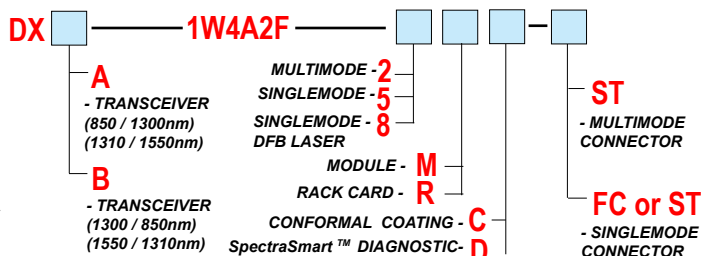 DX 1W4A2F -
A
- TRANSCEIVER
(850 / 1300nm)
(1310 / 1550nm)
B
- TRANSCEIVER
(1300 / 850nm)
(1550 / 1310nm)
MULTIMODE - 2
SINGLEMODE - 5
SINGLEMODE - 8
DFB LASER
MODULE - M
RACK CARD - R
CONFORMAL COATING - C
SpectraSmart ™ DIAGNOSTIC- D
ST
- MULTIMODE
CONNECTOR
FC or ST
- SINGLEMODE
CONNECTOR